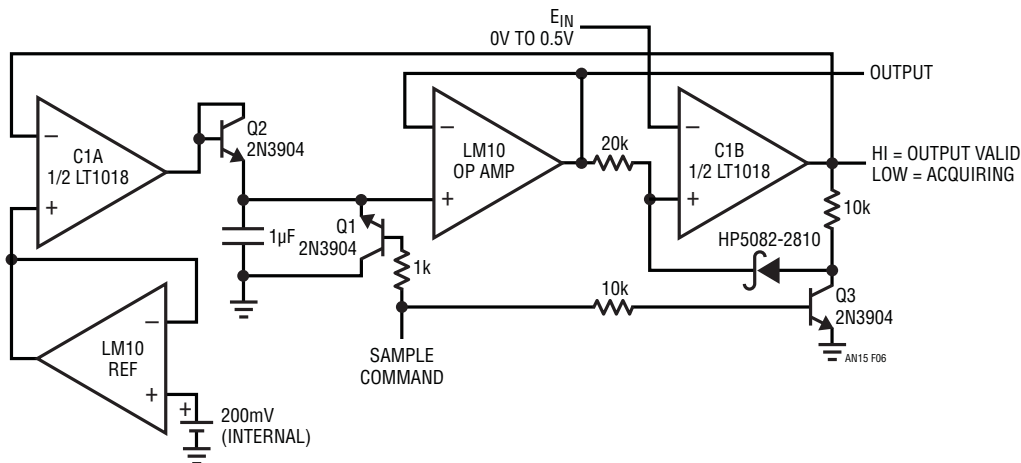 E_IN
0V TO 0.5V
OUTPUT
−
C1A
1/2 LT1018
+
Q2
2N3904
−
LM10
OP AMP
+
20k
−
C1B
1/2 LT1018
+
HI = OUTPUT VALID
LOW = ACQUIRING
10k
1µF
Q1
2N3904
1k
HP5082-2810
10k
Q3
2N3904
AN15 F06
−
LM10
REF
+
SAMPLE
COMMAND
+
200mV
(INTERNAL)